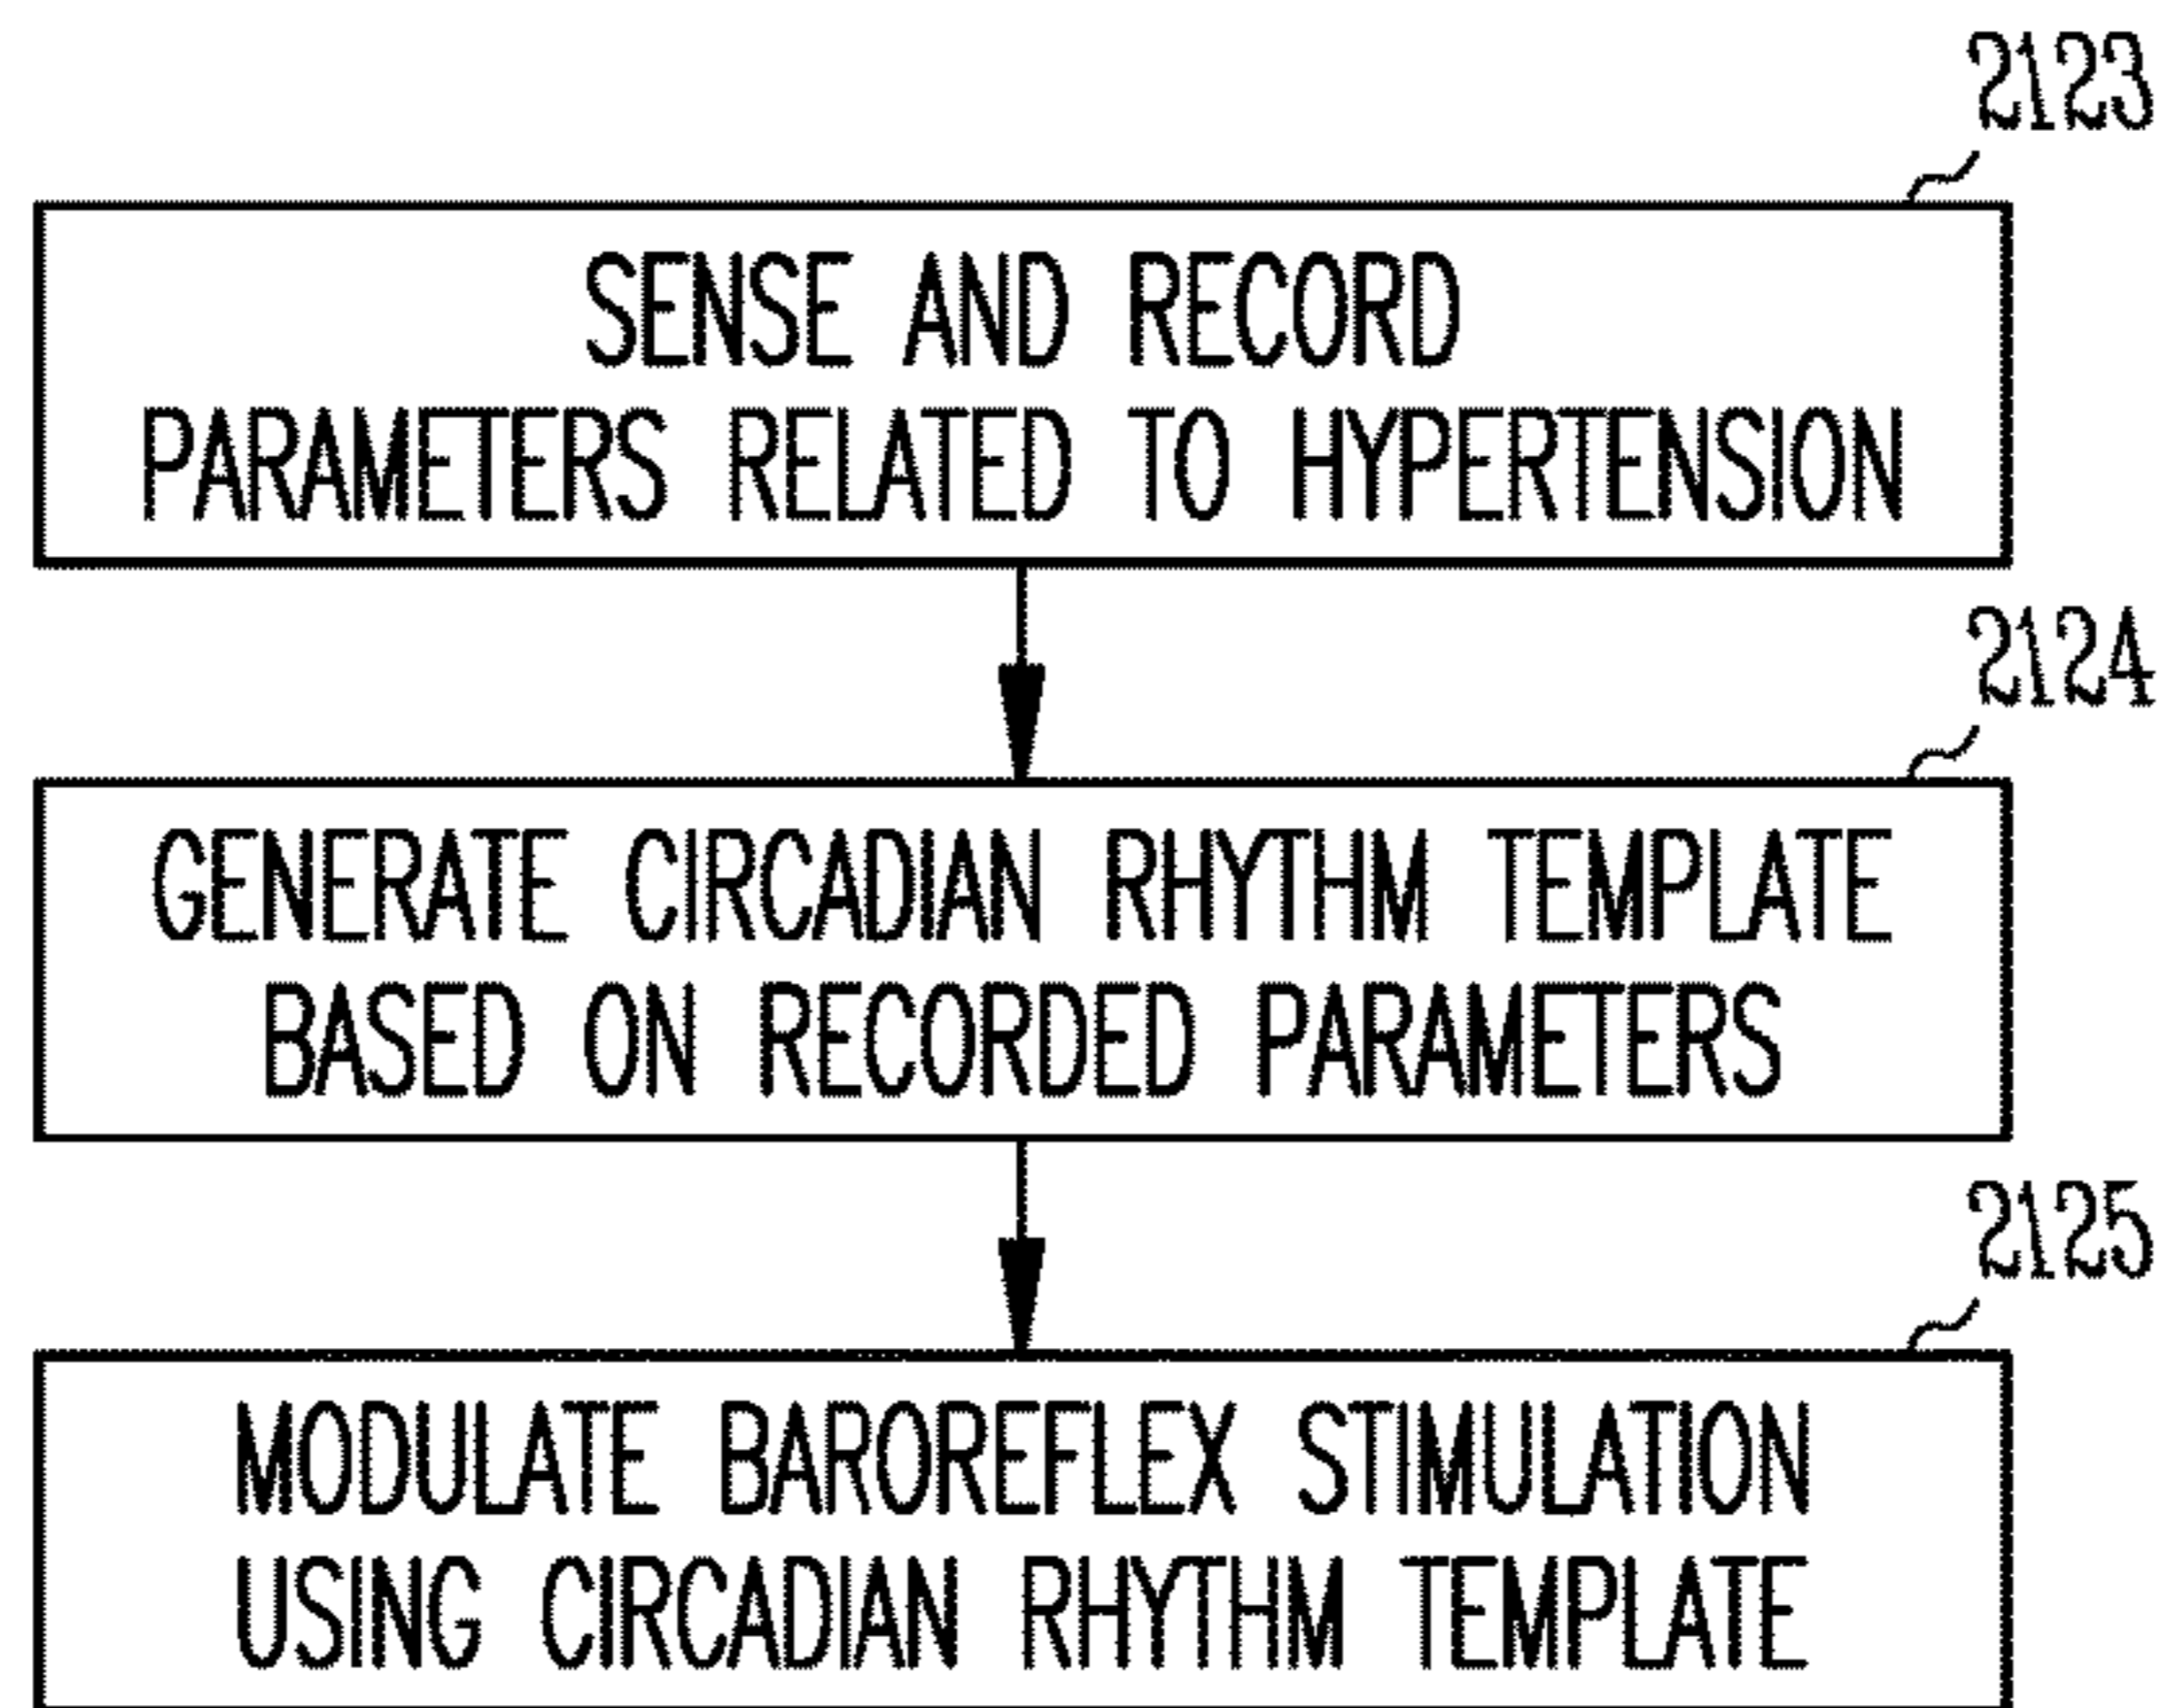 2123
SENSE AND RECORD
PARAMETERS RELATED TO HYPERTENSION
2124
GENERATE CIRCADIAN RHYTHM TEMPLATE
BASED ON RECORDED PARAMETERS
2125
MODULATE BAROREFLEX STIMULATION
USING CIRCADIAN RHYTHM TEMPLATE